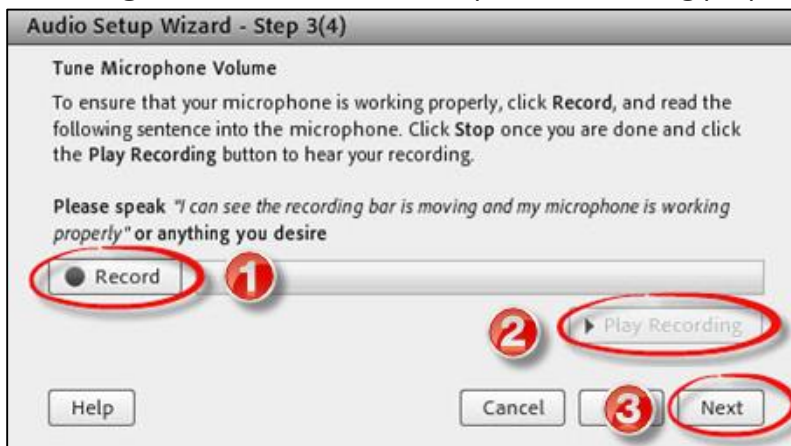 Audio Setup Wizard - Step 3(4)
Tune Microphone Volume
To ensure that your microphone is working properly, click Record, and read the
following sentence into the microphone. Click Stop once you are done and click
the Play Recording button to hear your recording.
Please speak "I can see the recording bar is moving and my microphone is working
properly" or anything you desire
Record 1
2 Play Recording
Help Cancel 3 Next